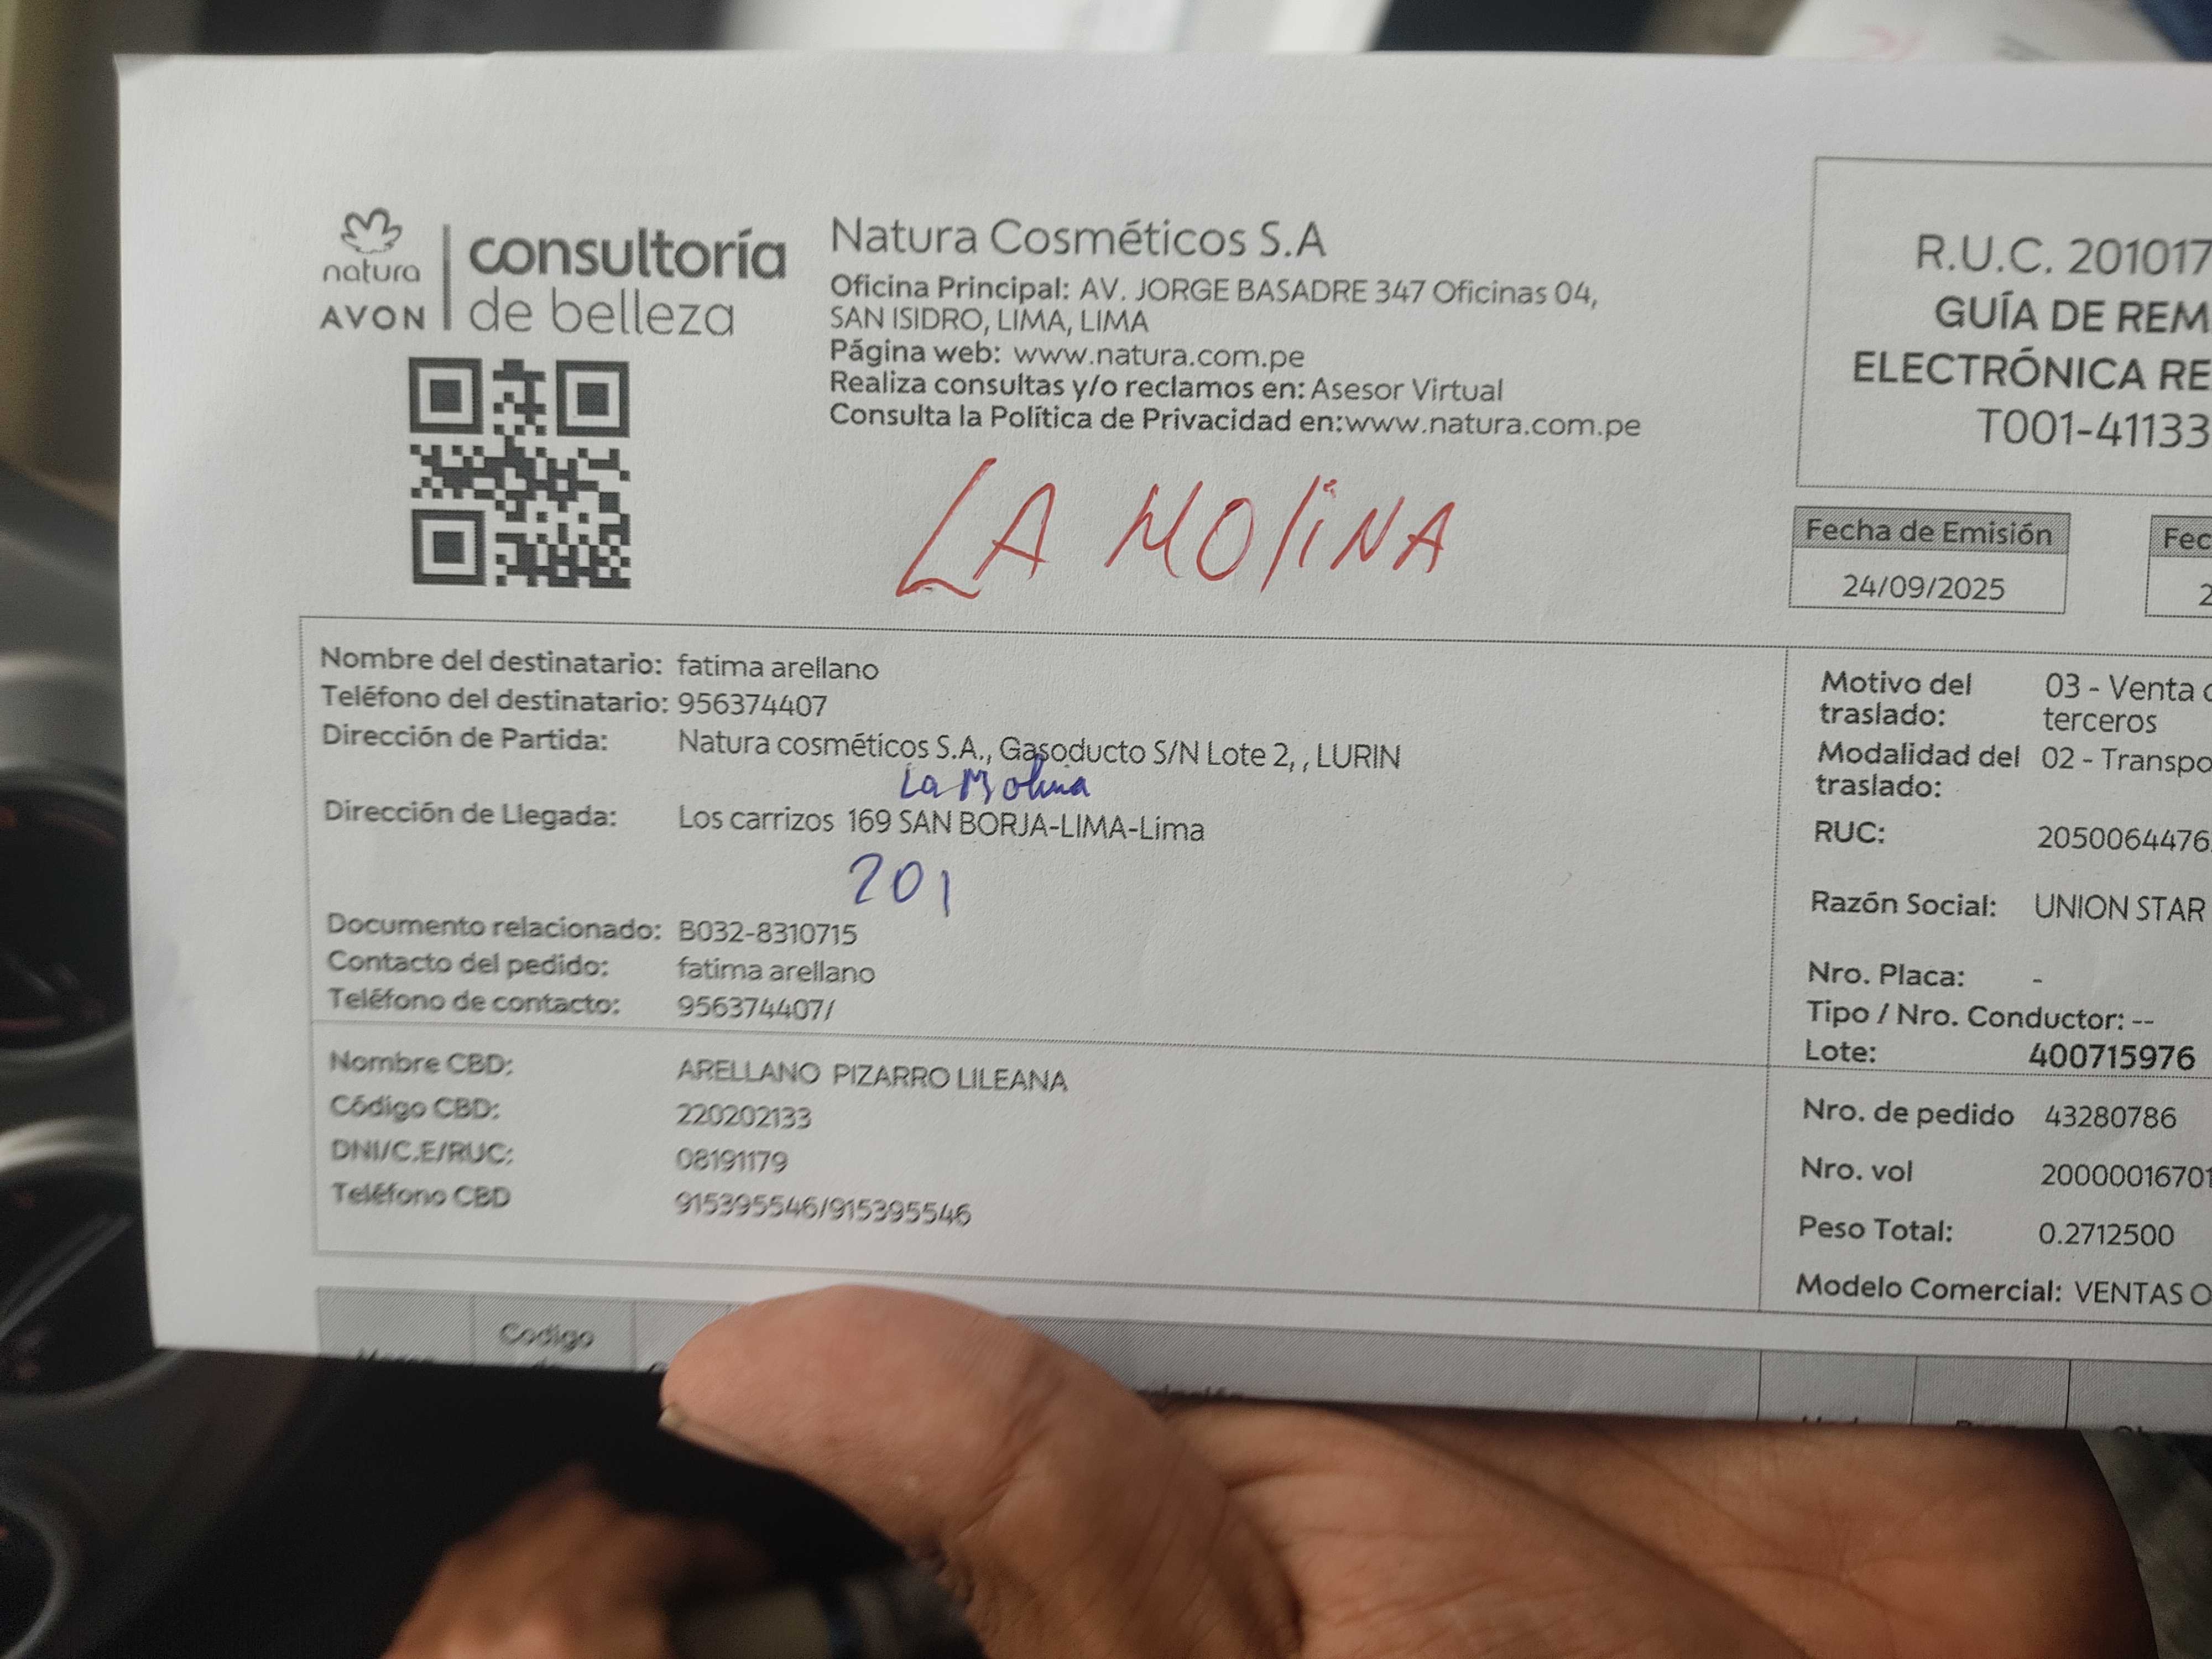 natura
AVON
consultoría
de belleza
Natura Cosméticos S.A
Oficina Principal: AV. JORGE BASADRE 347 Oficinas 04,
SAN ISIDRO, LIMA, LIMA
Página web: www.natura.com.pe
Realiza consultas y/o reclamos en: Asesor Virtual
Consulta la Política de Privacidad en:www.natura.com.pe
LA MOLiNA
R.U.C. 201017
GUÍA DE REM
ELECTRÓNICA RE
T001-41133
Fecha de Emisión
24/09/2025
Fec
2
Nombre del destinatario: fatima arellano
Teléfono del destinatario: 956374407
Dirección de Partida: Natura cosméticos S.A., Gasoducto S/N Lote 2, , LURIN
La Molina
Dirección de Llegada: Los carrizos 169 SAN BORJA-LIMA-Lima
201
Documento relacionado: B032-8310715
Contacto del pedido: fatima arellano
Teléfono de contacto: 956374407/
Nombre CBD: ARELLANO PIZARRO LILEANA
Código CBD: 220202133
DNI/C.E/RUC: 08191179
Teléfono CBD 915395546/915395546
Motivo del 03 - Venta
traslado: terceros
Modalidad del 02 - Transpo
traslado:
RUC: 2050064476
Razón Social: UNION STAR
Nro. Placa: -
Tipo / Nro. Conductor: --
Lote: 400715976
Nro. de pedido 43280786
Nro. vol 20000016701
Peso Total: 0.2712500
Modelo Comercial: VENTAS O
Codigo